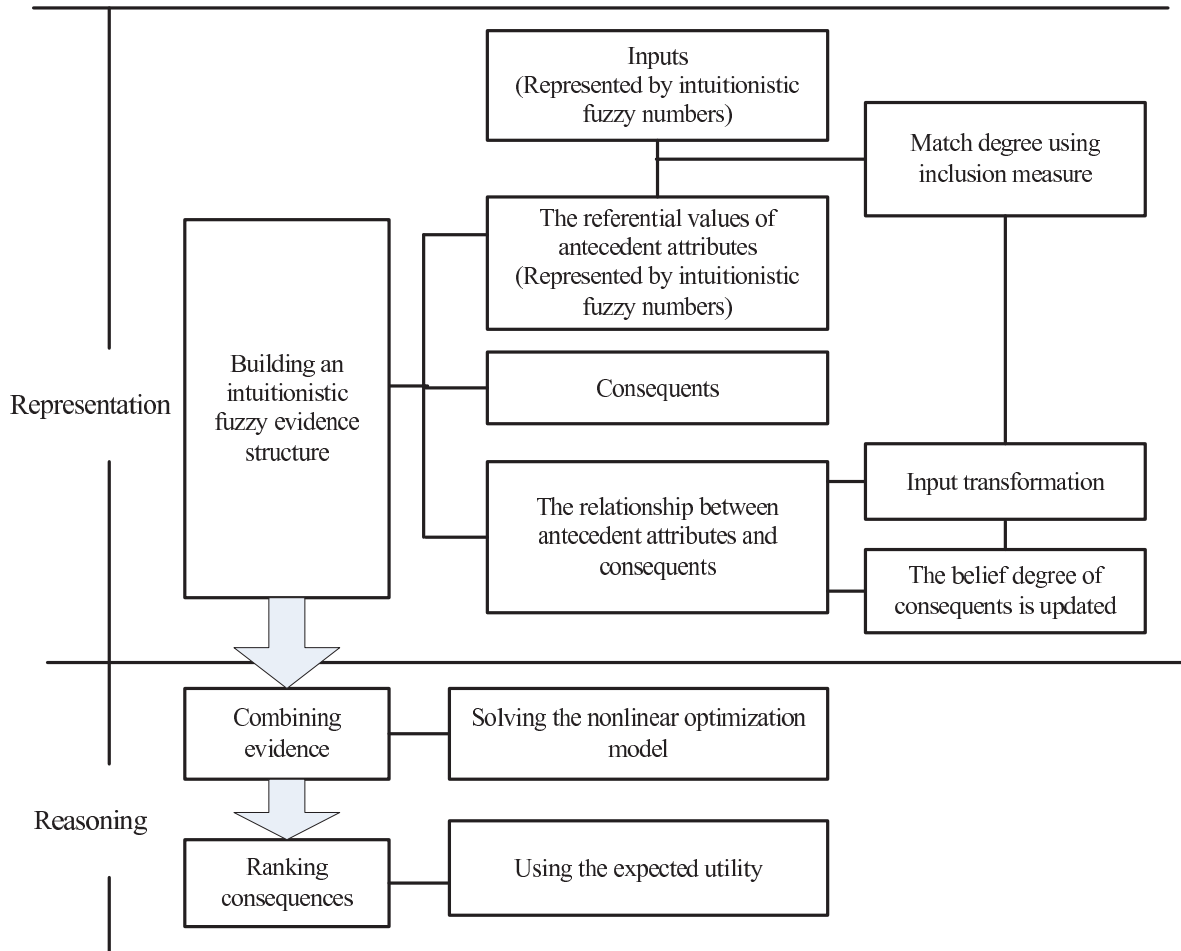 Inputs
(Represented by intuitionistic
fuzzy numbers)
Match degree using
inclusion measure
The referential values of
antecedent attributes
(Represented by intuitionistic
fuzzy numbers)
Building an
intuitionistic
fuzzy evidence
structure
Consequents
Representation
The relationship between
antecedent attributes and
consequents
Input transformation
The belief degree of
consequents is updated
Combining
evidence
Solving the nonlinear optimization
model
Reasoning
Ranking
consequences
Using the expected utility